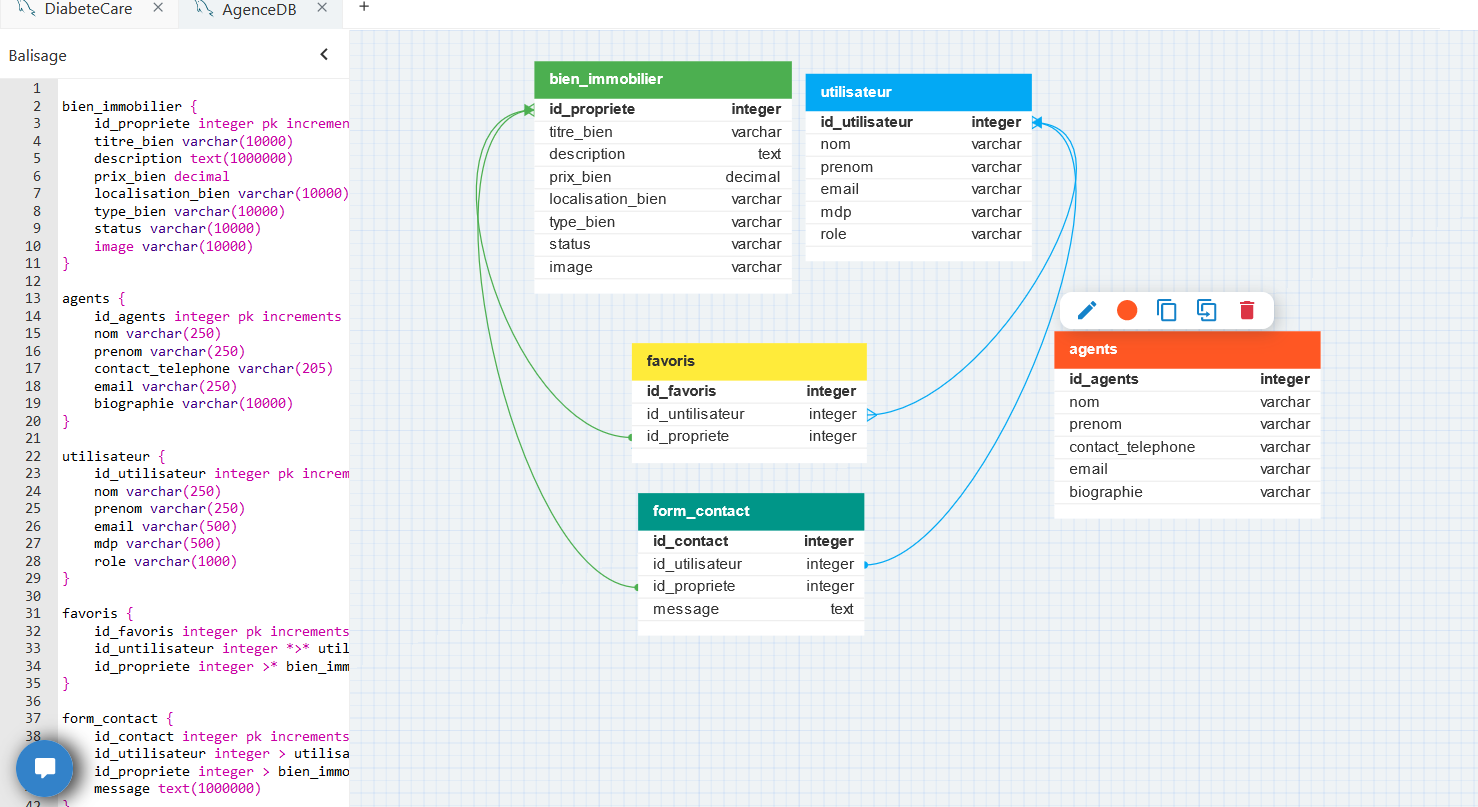 DiabeteCare × AgenceDB × +
Balisage
1
2 bien_immobilier {
3 id_propriete integer pk incremen
4 titre_bien varchar(10000)
5 description text(1000000)
6 prix_bien decimal
7 localisation_bien varchar(10000)
8 type_bien varchar(10000)
9 status varchar(10000)
10 image varchar(10000)
11 }
12
13 agents {
14 id_agents integer pk increments
15 nom varchar(250)
16 prenom varchar(250)
17 contact_telephone varchar(205)
18 email varchar(250)
19 biographie varchar(10000)
20 }
21
22 utilisateur {
23 id_utilisateur integer pk increm
24 nom varchar(250)
25 prenom varchar(250)
26 email varchar(500)
27 mdp varchar(500)
28 role varchar(1000)
29 }
30
31 favoris {
32 id_favoris integer pk increments
33 id_untilisateur integer *>* util
34 id_propriete integer >* bien_imm
35 }
36
37 form_contact {
38 id_contact integer pk increments
id_utilisateur integer > utilisa
id_propriete integer > bien_immo
message text(1000000)
42 }
bien_immobilier
id_propriete integer
titre_bien varchar
description text
prix_bien decimal
localisation_bien varchar
type_bien varchar
status varchar
image varchar
utilisateur
id_utilisateur integer
nom varchar
prenom varchar
email varchar
mdp varchar
role varchar
favoris
id_favoris integer
id_untilisateur integer
id_propriete integer
form_contact
id_contact integer
id_utilisateur integer
id_propriete integer
message text
agents
id_agents integer
nom varchar
prenom varchar
contact_telephone varchar
email varchar
biographie varchar